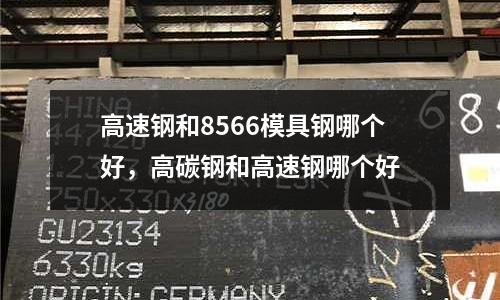 高速钢和8566模具钢哪个
好，高碳钢和高速钢哪个好
CHINA
750x330x3180
GU23134
6330kg
ORIGIN: GERMANY
68